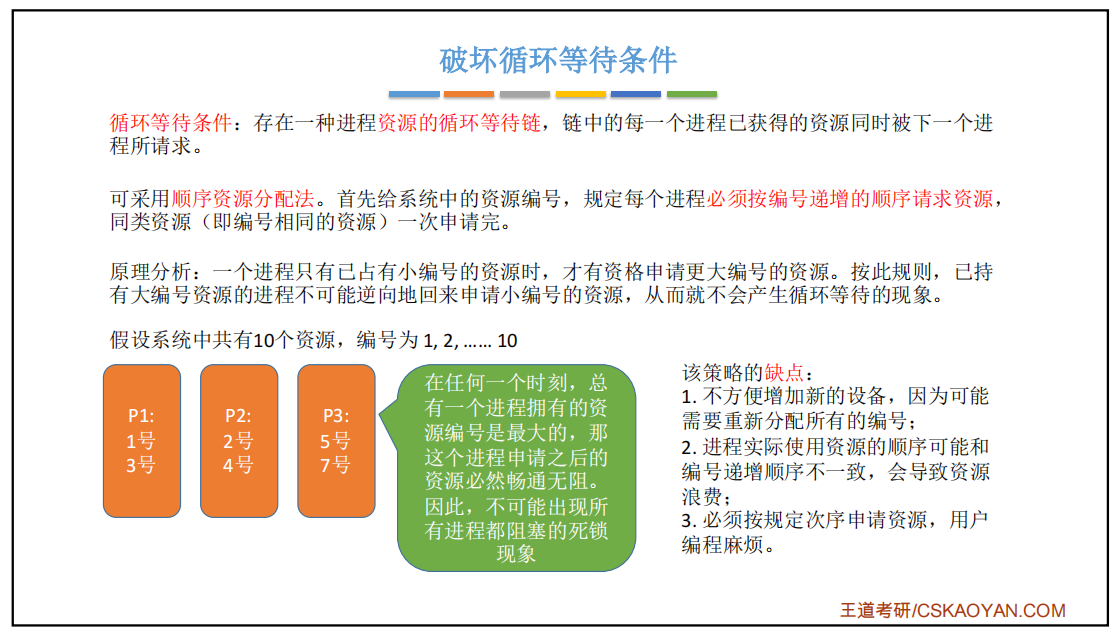 破坏循环等待条件
循环等待条件：存在一种进程资源的循环等待链，链中的每一个进程已获得的资源同时被下一个进
程所请求。
可采用顺序资源分配法。首先给系统中的资源编号，规定每个进程必须按编号递增的顺序请求资源，
同类资源（即编号相同的资源）一次申请完。
原理分析：一个进程只有已占有小编号的资源时，才有资格申请更大编号的资源。按此规则，已持
有大编号资源的进程不可能逆向地回来申请小编号的资源，从而就不会产生循环等待的现象。
假设系统中共有10个资源，编号为 1, 2, …… 10
P1:
1号
3号
P2:
2号
4号
P3:
5号
7号
在任何一个时刻，总
有一个进程拥有的资
源编号是最大的，那
这个进程申请之后的
资源必然畅通无阻。
因此，不可能出现所
有进程都阻塞的死锁
现象
该策略的缺点：
1. 不方便增加新的设备，因为可能
需要重新分配所有的编号；
2. 进程实际使用资源的顺序可能和
编号递增顺序不一致，会导致资源
浪费；
3. 必须按规定次序申请资源，用户
编程麻烦。
王道考研/CSKAOYAN.COM